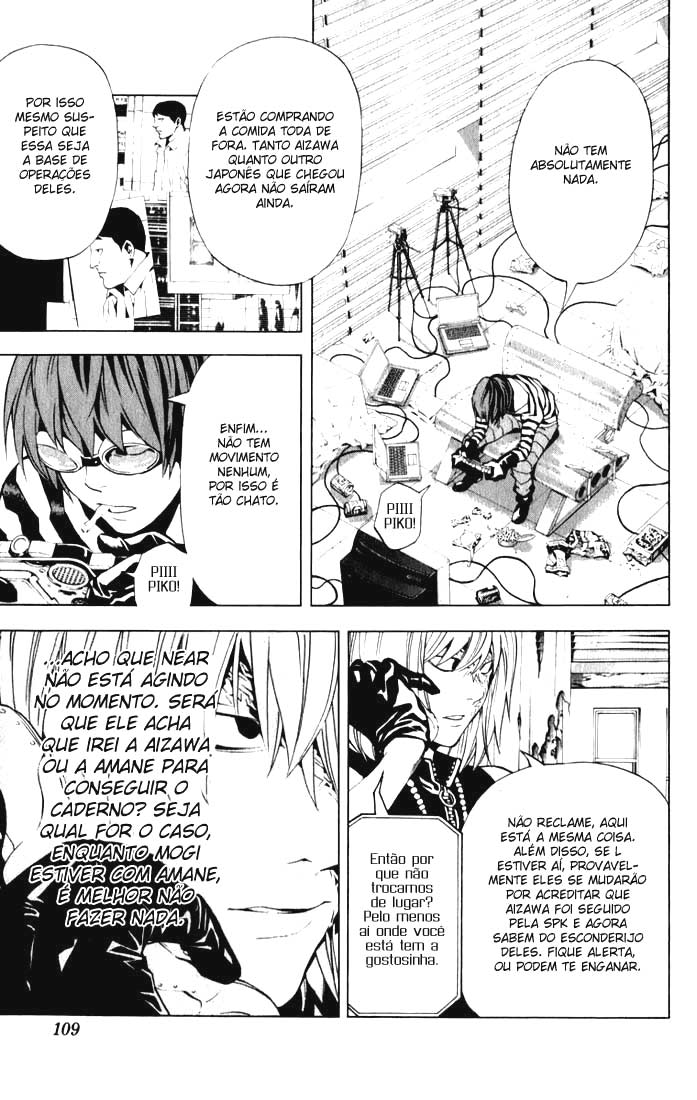 NÃO TEM
ABSOLUTAMENTE
NADA.
ESTÃO COMPRANDO
A COMIDA TODA DE
FORA. TANTO AIZAWA
QUANTO OUTRO
JAPONÊS QUE CHEGOU
AGORA NÃO SAÍRAM
AINDA.
POR ISSO
MESMO SUS-
PEITO QUE
ESSA SEJA
A BASE DE
OPERAÇÕES
DELES.
PIIII
PIKO!
ENFIM...
NÃO TEM
MOVIMENTO
NENHUM,
POR ISSO É
TÃO CHATO.
PIIII
PIKO!
NÃO RECLAME, AQUI
ESTÁ A MESMA COISA.
ALÉM DISSO, SE L
ESTIVER AÍ, PROVAVEL-
MENTE ELES SE MUDARÃO
POR ACREDITAR QUE
AIZAWA FOI SEGUIDO
PELA SPK E AGORA
SABEM DO ESCONDERIJO
DELES. FIQUE ALERTA,
OU PODEM TE ENGANAR.
Então por
que não
trocamos
de lugar?
Pelo menos
aí onde você
está tem a
gostosinha.
...ACHO QUE NEAR
NÃO ESTÁ AGINDO
NO MOMENTO. SERA
QUE ELE ACHA
QUE IREI A AIZAWA
OU A AMANE PARA
CONSEGUIR O
CADERNO? SEJA
QUAL FOR O CASO,
ENQUANTO MOGI
ESTIVER COM AMANE,
É MELHOR NÃO
FAZER NADA.
109